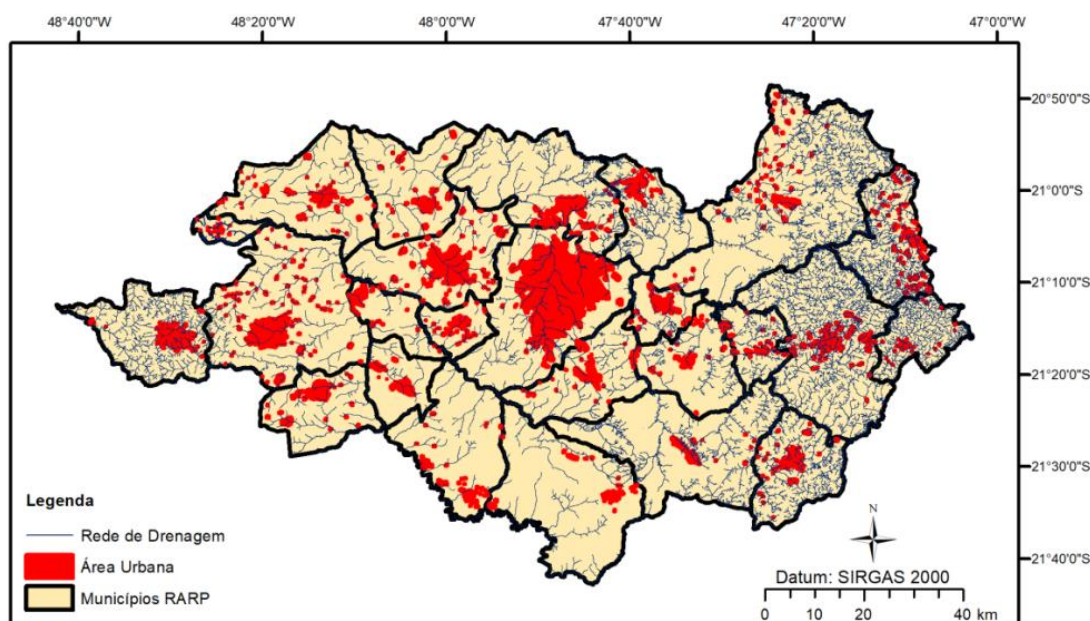 48°40'0"W 48°20'0"W 48°0'0"W 47°40'0"W 47°20'0"W 47°0'0"W
20°50'0"S
21°0'0"S
21°10'0"S
21°20'0"S
21°30'0"S
21°40'0"S
Legenda
Rede de Drenagem
Área Urbana
Municípios RARP
N
Datum: SIRGAS 2000
0 5 10 20 30 40 km